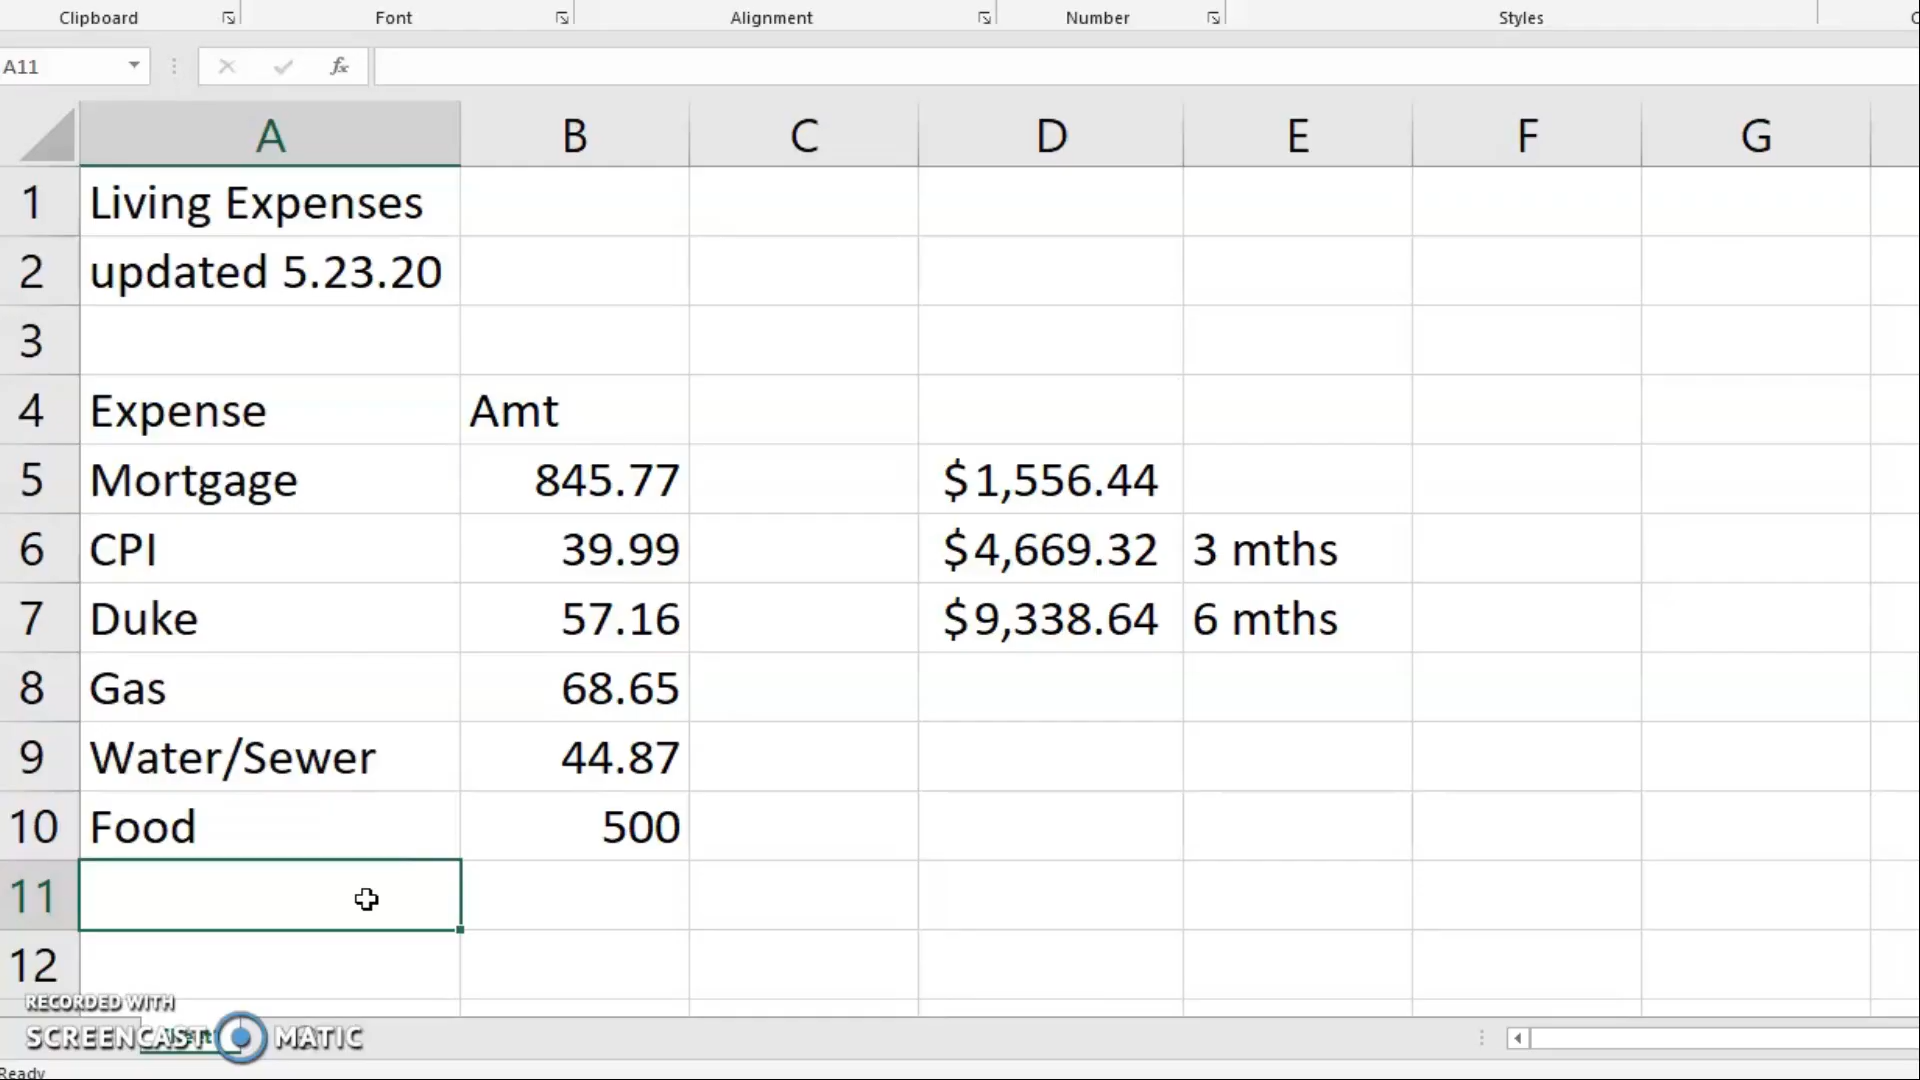 Clipboard Font Alignment Number Styles
A11 fx
A B C D E F G
1 Living Expenses
2 updated 5.23.20
3
4 Expense Amt
5 Mortgage 845.77 $1,556.44
6 CPI 39.99 $4,669.32 3 mths
7 Duke 57.16 $9,338.64 6 mths
8 Gas 68.65
9 Water/Sewer 44.87
10 Food 500
11
12
RECORDED WITH
SCREENCAST MATIC
Ready